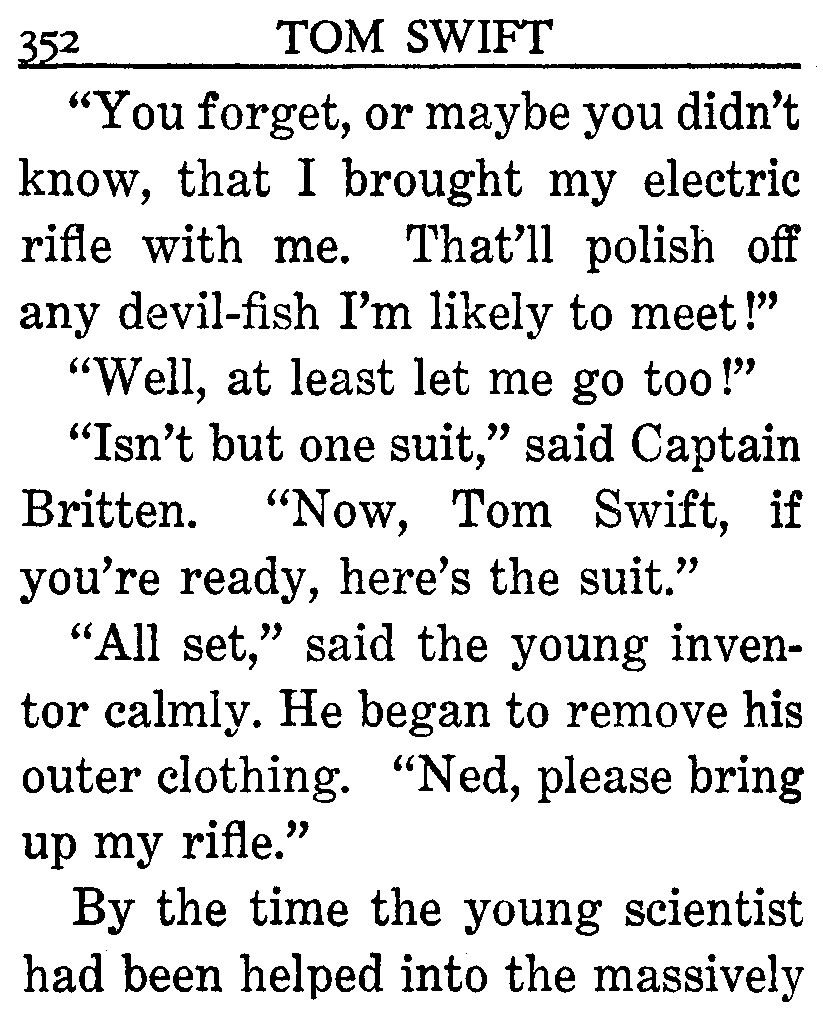 352 TOM SWIFT
“You forget, or maybe you didn’t
know, that I brought my electric
rifle with me. That’ll polish off
any devil-fish I’m likely to meet!”
“Well, at least let me go too!”
“Isn’t but one suit,” said Captain
Britten. “Now, Tom Swift, if
you’re ready, here’s the suit.”
“All set,” said the young inven-
tor calmly. He began to remove his
outer clothing. “Ned, please bring
up my rifle.”
By the time the young scientist
had been helped into the massively